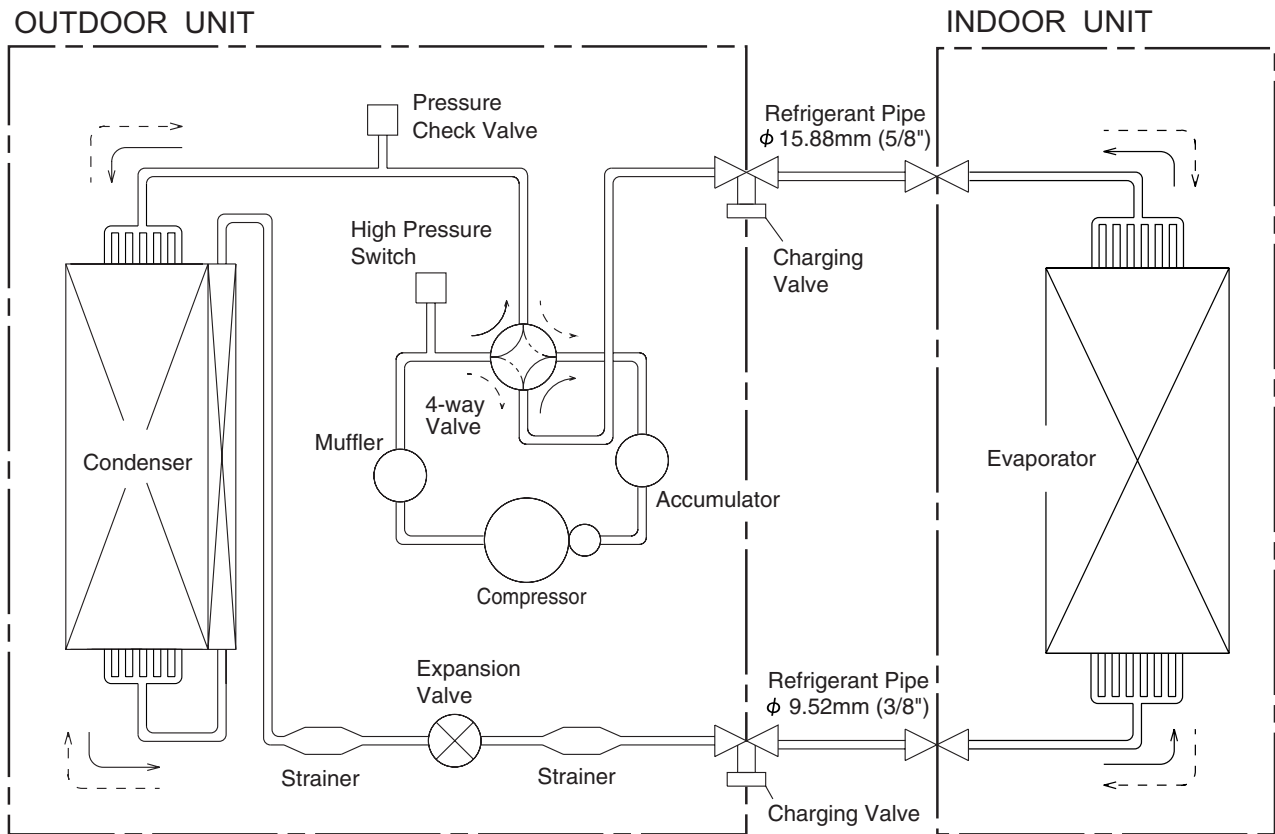 OUTDOOR UNIT
INDOOR UNIT
Pressure
Check Valve
Refrigerant Pipe
ϕ 15.88mm (5/8")
High Pressure
Switch
Charging
Valve
4-way
Valve
Muffler
Condenser
Accumulator
Evaporator
Compressor
Expansion
Valve
Refrigerant Pipe
ϕ 9.52mm (3/8")
Strainer
Strainer
Charging Valve